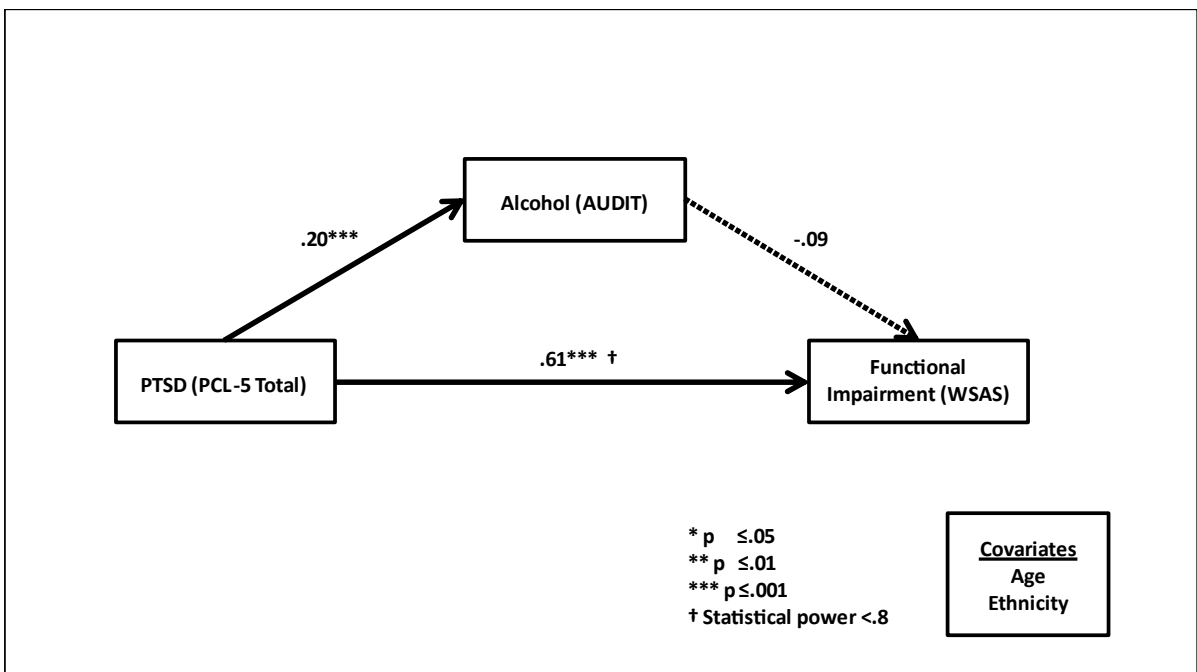 Alcohol (AUDIT)
.20***
-.09
PTSD (PCL-5 Total)
.61*** †
Functional
Impairment (WSAS)
* p ≤.05
** p ≤.01
*** p ≤.001
† Statistical power <.8
Covariates
Age
Ethnicity